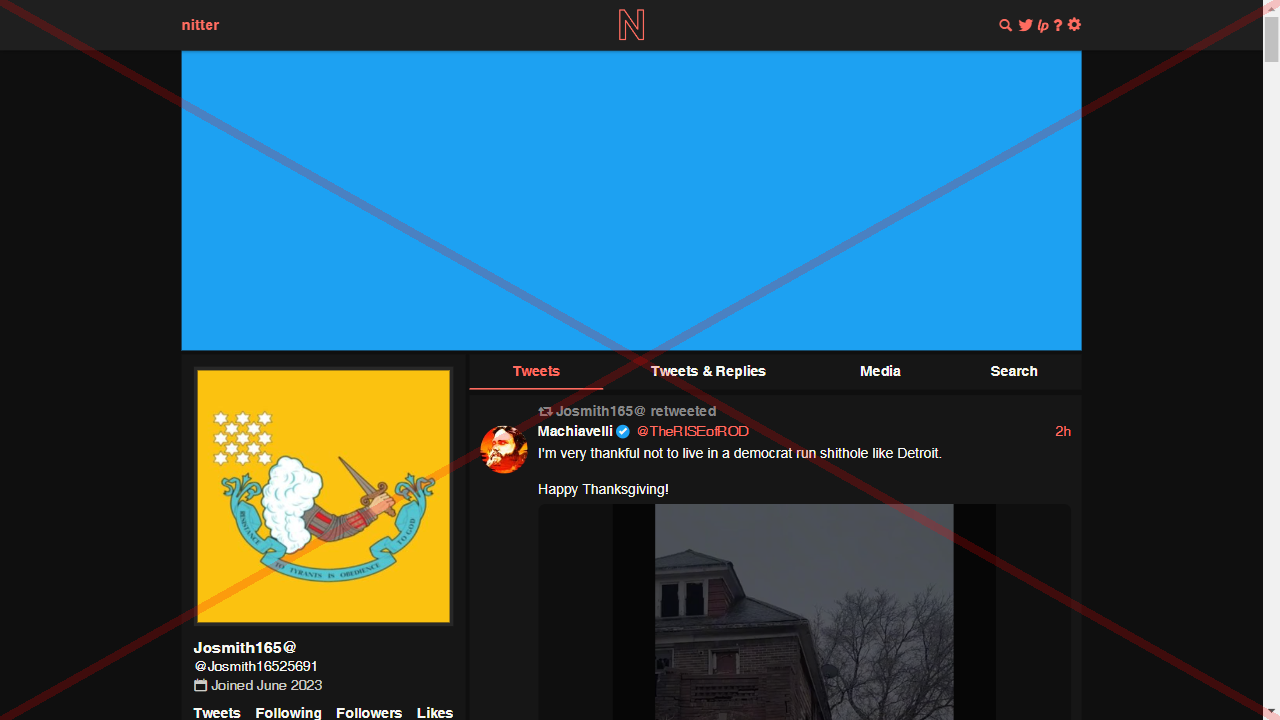 nitter
N
lp ?
Tweets
Tweets & Replies
Media
Search
Josmith165@ retweeted
Machiavelli @TheRISEofROD 2h
I'm very thankful not to live in a democrat run shithole like Detroit.
Happy Thanksgiving!
RESISTANCE TO TYRANTS IS OBEDIENCE TO GOD
Josmith165@
@Josmith16525691
Joined June 2023
Tweets Following Followers Likes